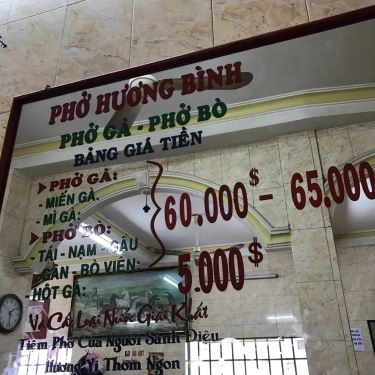 PHỞ HƯƠNG BÌNH
PHỞ GÀ - PHỞ BÒ
BẢNG GIÁ TIỀN
PHỞ GÀ:
- MIẾN GÀ.
- MÌ GÀ:
PHỞ BÒ:
- TÁI - NẠM - GẦU
- GÂN - BÒ VIÊN:
60.000$ - 65.000
- HỘT GÀ: 5.000$
Và Các Loại Nước Giải Khát
Tiệm Phở Của Người Sành Điệu
Hương Vị Thơm Ngon